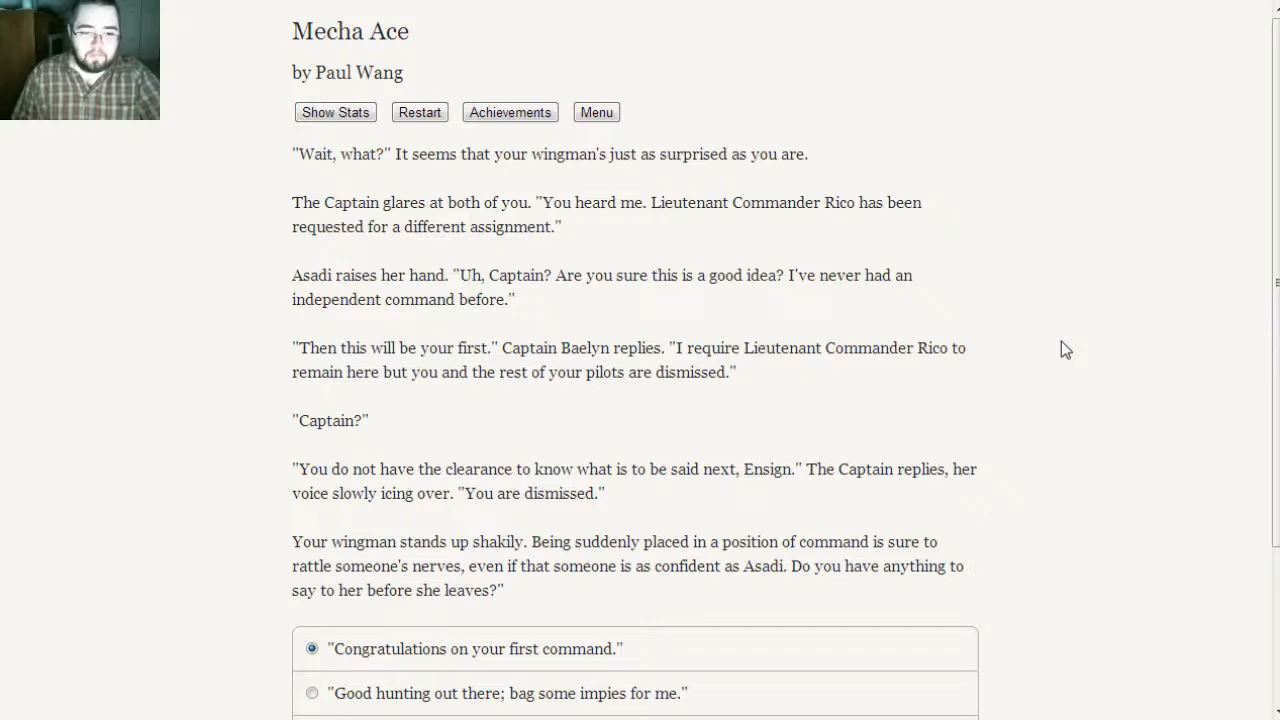 Mecha Ace
by Paul Wang
Show Stats
Restart
Achievements
Menu
"Wait, what?" It seems that your wingman's just as surprised as you are.
The Captain glares at both of you. "You heard me. Lieutenant Commander Rico has been
requested for a different assignment."
Asadi raises her hand. "Uh, Captain? Are you sure this is a good idea? I've never had an
independent command before."
"Then this will be your first." Captain Baelyn replies. "I require Lieutenant Commander Rico to
remain here but you and the rest of your pilots are dismissed."
"Captain?"
"You do not have the clearance to know what is to be said next, Ensign." The Captain replies, her
voice slowly icing over. "You are dismissed."
Your wingman stands up shakily. Being suddenly placed in a position of command is sure to
rattle someone's nerves, even if that someone is as confident as Asadi. Do you have anything to
say to her before she leaves?"
"Congratulations on your first command."
"Good hunting out there; bag some impies for me."